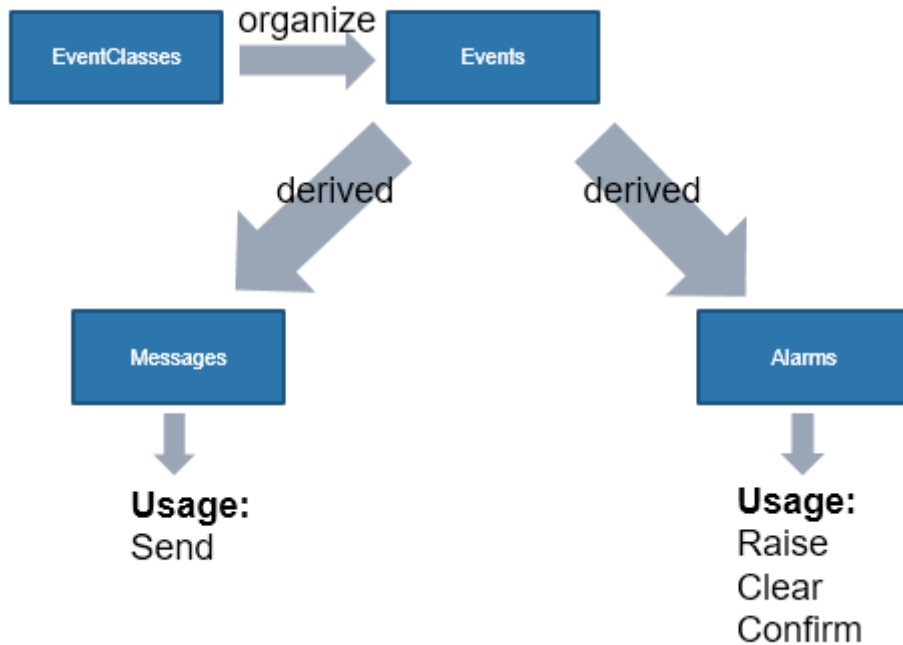 organize
EventClasses
Events
derived
derived
Messages
Alarms
Usage:
Send
Usage:
Raise
Clear
Confirm